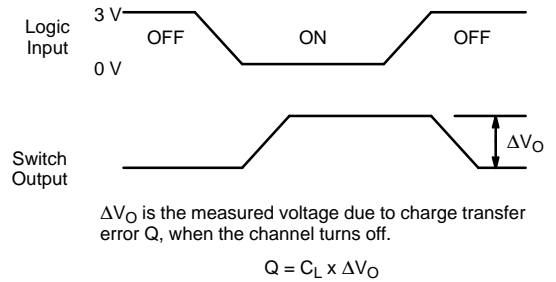 3 V
Logic Input
OFF
ON
OFF
0 V
Switch Output
ΔVO
ΔVO is the measured voltage due to charge transfer
error Q, when the channel turns off.
Q = CL x ΔVO